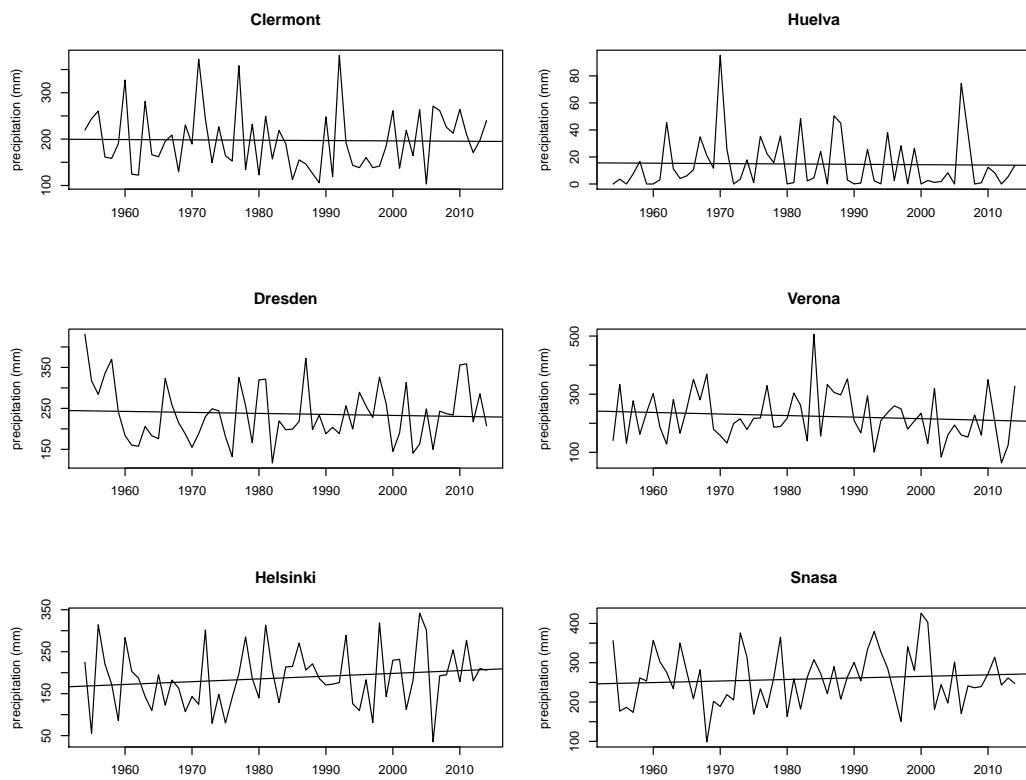 Clermont
precipitation (mm)
100 200 300
1960 1970 1980 1990 2000 2010
Huelva
precipitation (mm)
0 20 40 60 80
1960 1970 1980 1990 2000 2010
Dresden
precipitation (mm)
150 250 350
1960 1970 1980 1990 2000 2010
Verona
precipitation (mm)
100 300 500
1960 1970 1980 1990 2000 2010
Helsinki
precipitation (mm)
50 150 200 350
1960 1970 1980 1990 2000 2010
Snasa
precipitation (mm)
100 200 300 400
1960 1970 1980 1990 2000 2010